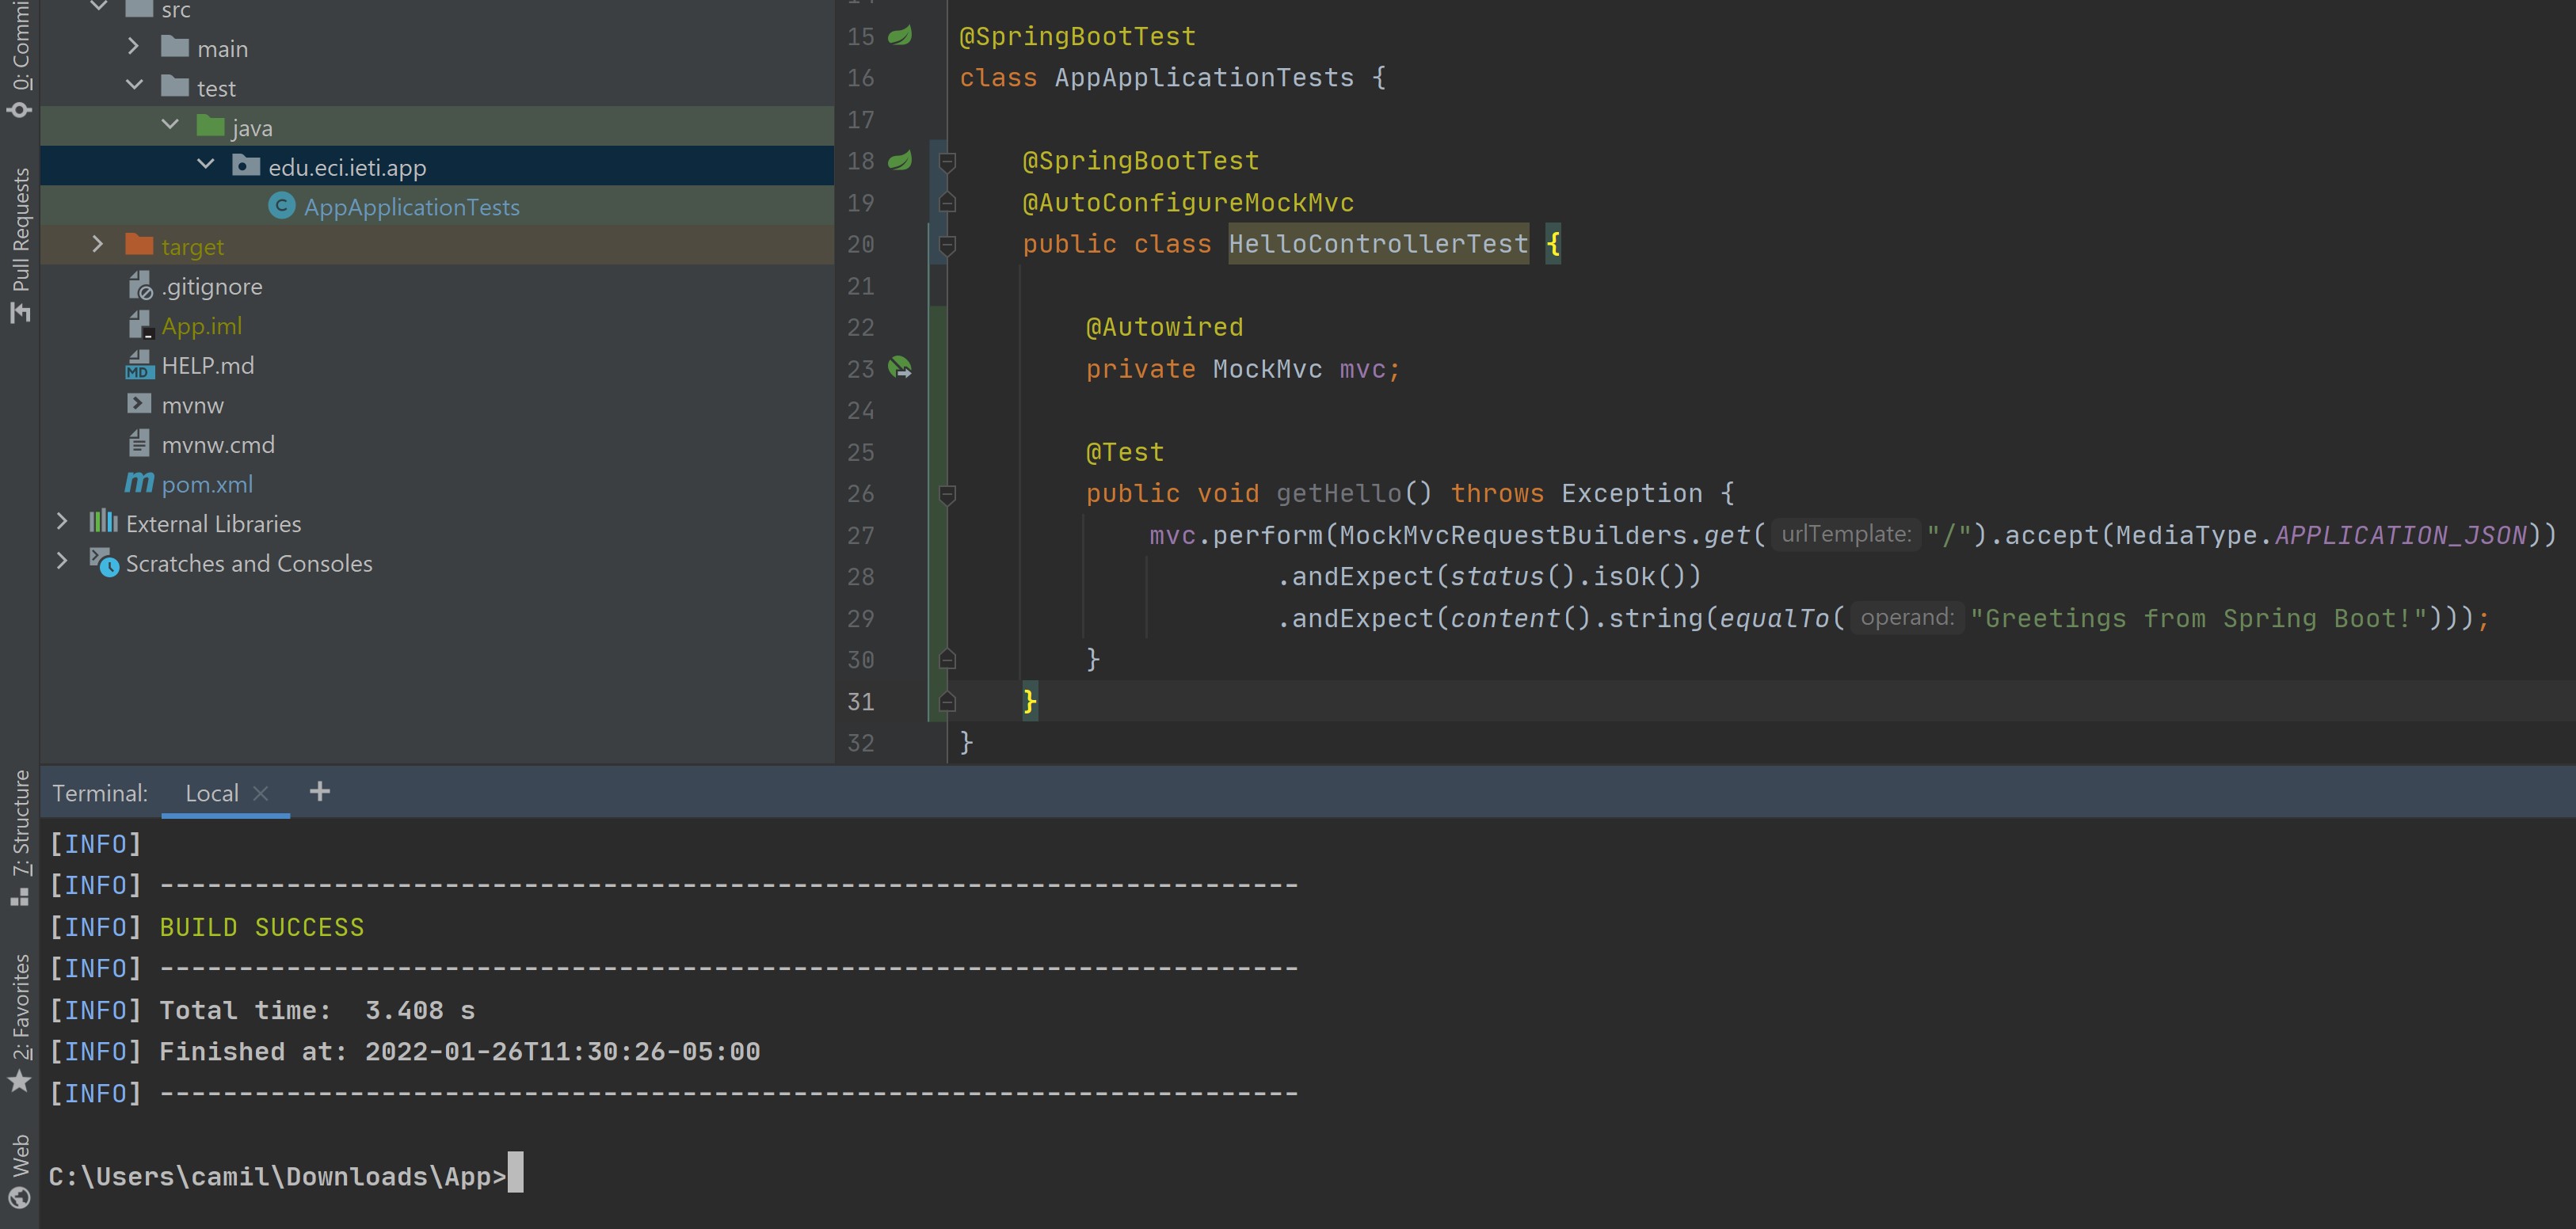 0: Commi
Pull Requests
7: Structure
2: Favorites
Web
src
main
test
java
edu.eci.ieti.app
AppApplicationTests
target
.gitignore
App.iml
HELP.md
mvnw
mvnw.cmd
pom.xml
External Libraries
Scratches and Consoles
15 @SpringBootTest
16 class AppApplicationTests {
17
18 @SpringBootTest
19 @AutoConfigureMockMvc
20 public class HelloControllerTest {
21
22 @Autowired
23 private MockMvc mvc;
24
25 @Test
26 public void getHello() throws Exception {
27 mvc.perform(MockMvcRequestBuilders.get( urlTemplate: "/").accept(MediaType.APPLICATION_JSON))
28 .andExpect(status().isOk())
29 .andExpect(content().string(equalTo( operand: "Greetings from Spring Boot!")));
30 }
31 }
32 }
Terminal: Local × +
[INFO]
[INFO] ------------------------------------------------------------------------
[INFO] BUILD SUCCESS
[INFO] ------------------------------------------------------------------------
[INFO] Total time:  3.408 s
[INFO] Finished at: 2022-01-26T11:30:26-05:00
[INFO] ------------------------------------------------------------------------
C:\Users\camil\Downloads\App>